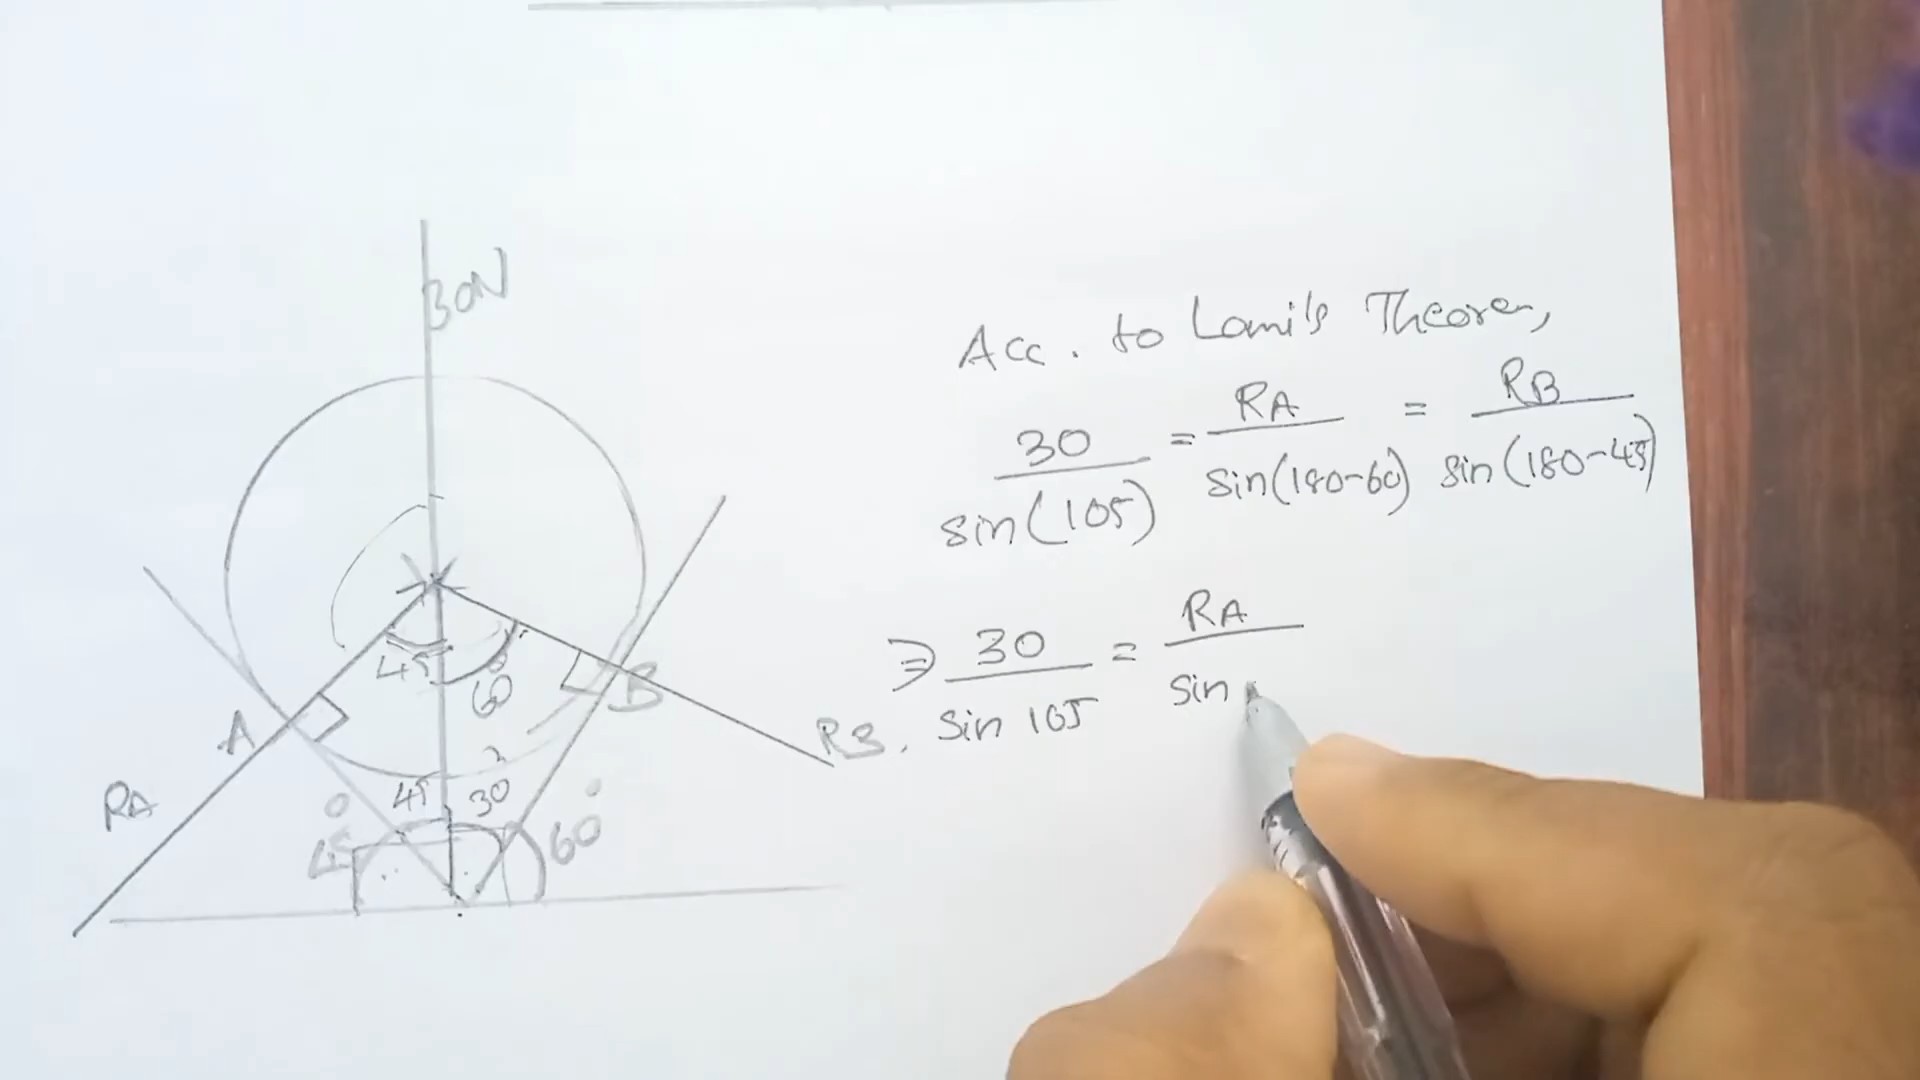 30N
Acc. to Lami's Theorem,
30 = RA = RB
sin(105) sin(180-60) sin(180-45)
⇒ 30 = RA
sin 105 sin
45 60
A B
RA RB.
45 30
45° 60°